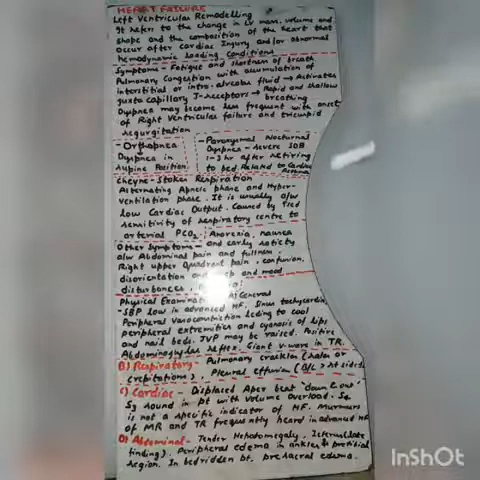 HEART FAILURE
Left Ventricular Remodelling
It refers to the change in LV mass, volume and
shape and the composition of the heart that
occur after cardiac Injury and/or abnormal
hemodynamic loading Conditions
Symptoms - Fatigue and shortness of breath
Pulmonary Congestion with accumulation of
Interstitial or intra-alveolar fluid → Activates
juxta capillary J-receptors → Rapid and shallow
breathing
Dyspnea may become less frequent with onset
of Right Ventricular failure and tricuspid
regurgitation
- Orthopnea
Dyspnea in
supine Position
- Paroxysmal Nocturnal
Dyspnea - Severe SOB
1-3 hr after retiring
to bed. Related to Cardiac
Asthma
Cheyne-Stokes Respiration
Alternating Apneic phase and Hyper-
ventilation phase. It is usually a/w
low Cardiac Output. Caused by
sensitivity of respiratory centre to
arterial PCO2
Other Symptoms
Anorexia, nausea
and early satiety
a/w Abdominal pain and fullness.
Right upper Quadrant pain, confusion,
disorientation and and mood
disturbances
Physical Examination General
- SBP low in advanced HF. Sinus tachycardia,
Peripheral vasoconstriction leding to cool
peripheral extremities and cyanosis of lips
and nail beds. JVP may be raised. Positive
Abdominojugular Reflex. Giant v-wave in TR.
B) Respiratory - Pulmonary crackles (rales or
crepitations). Pleural effusion (B/L > rt sided)
C) Cardiac - Displaced Apex beat "down & out"
S3 sound in pt with volume overload. S3
is not a specific indicator of HF. Murmurs
of MR and TR frequently heard in advanced HF
D) Abdominal - Tender Hepatomegaly, Icterus (late
finding). Peripheral edema in ankles & pretibial
region. In bedridden pt. presacral edema.
InShOt